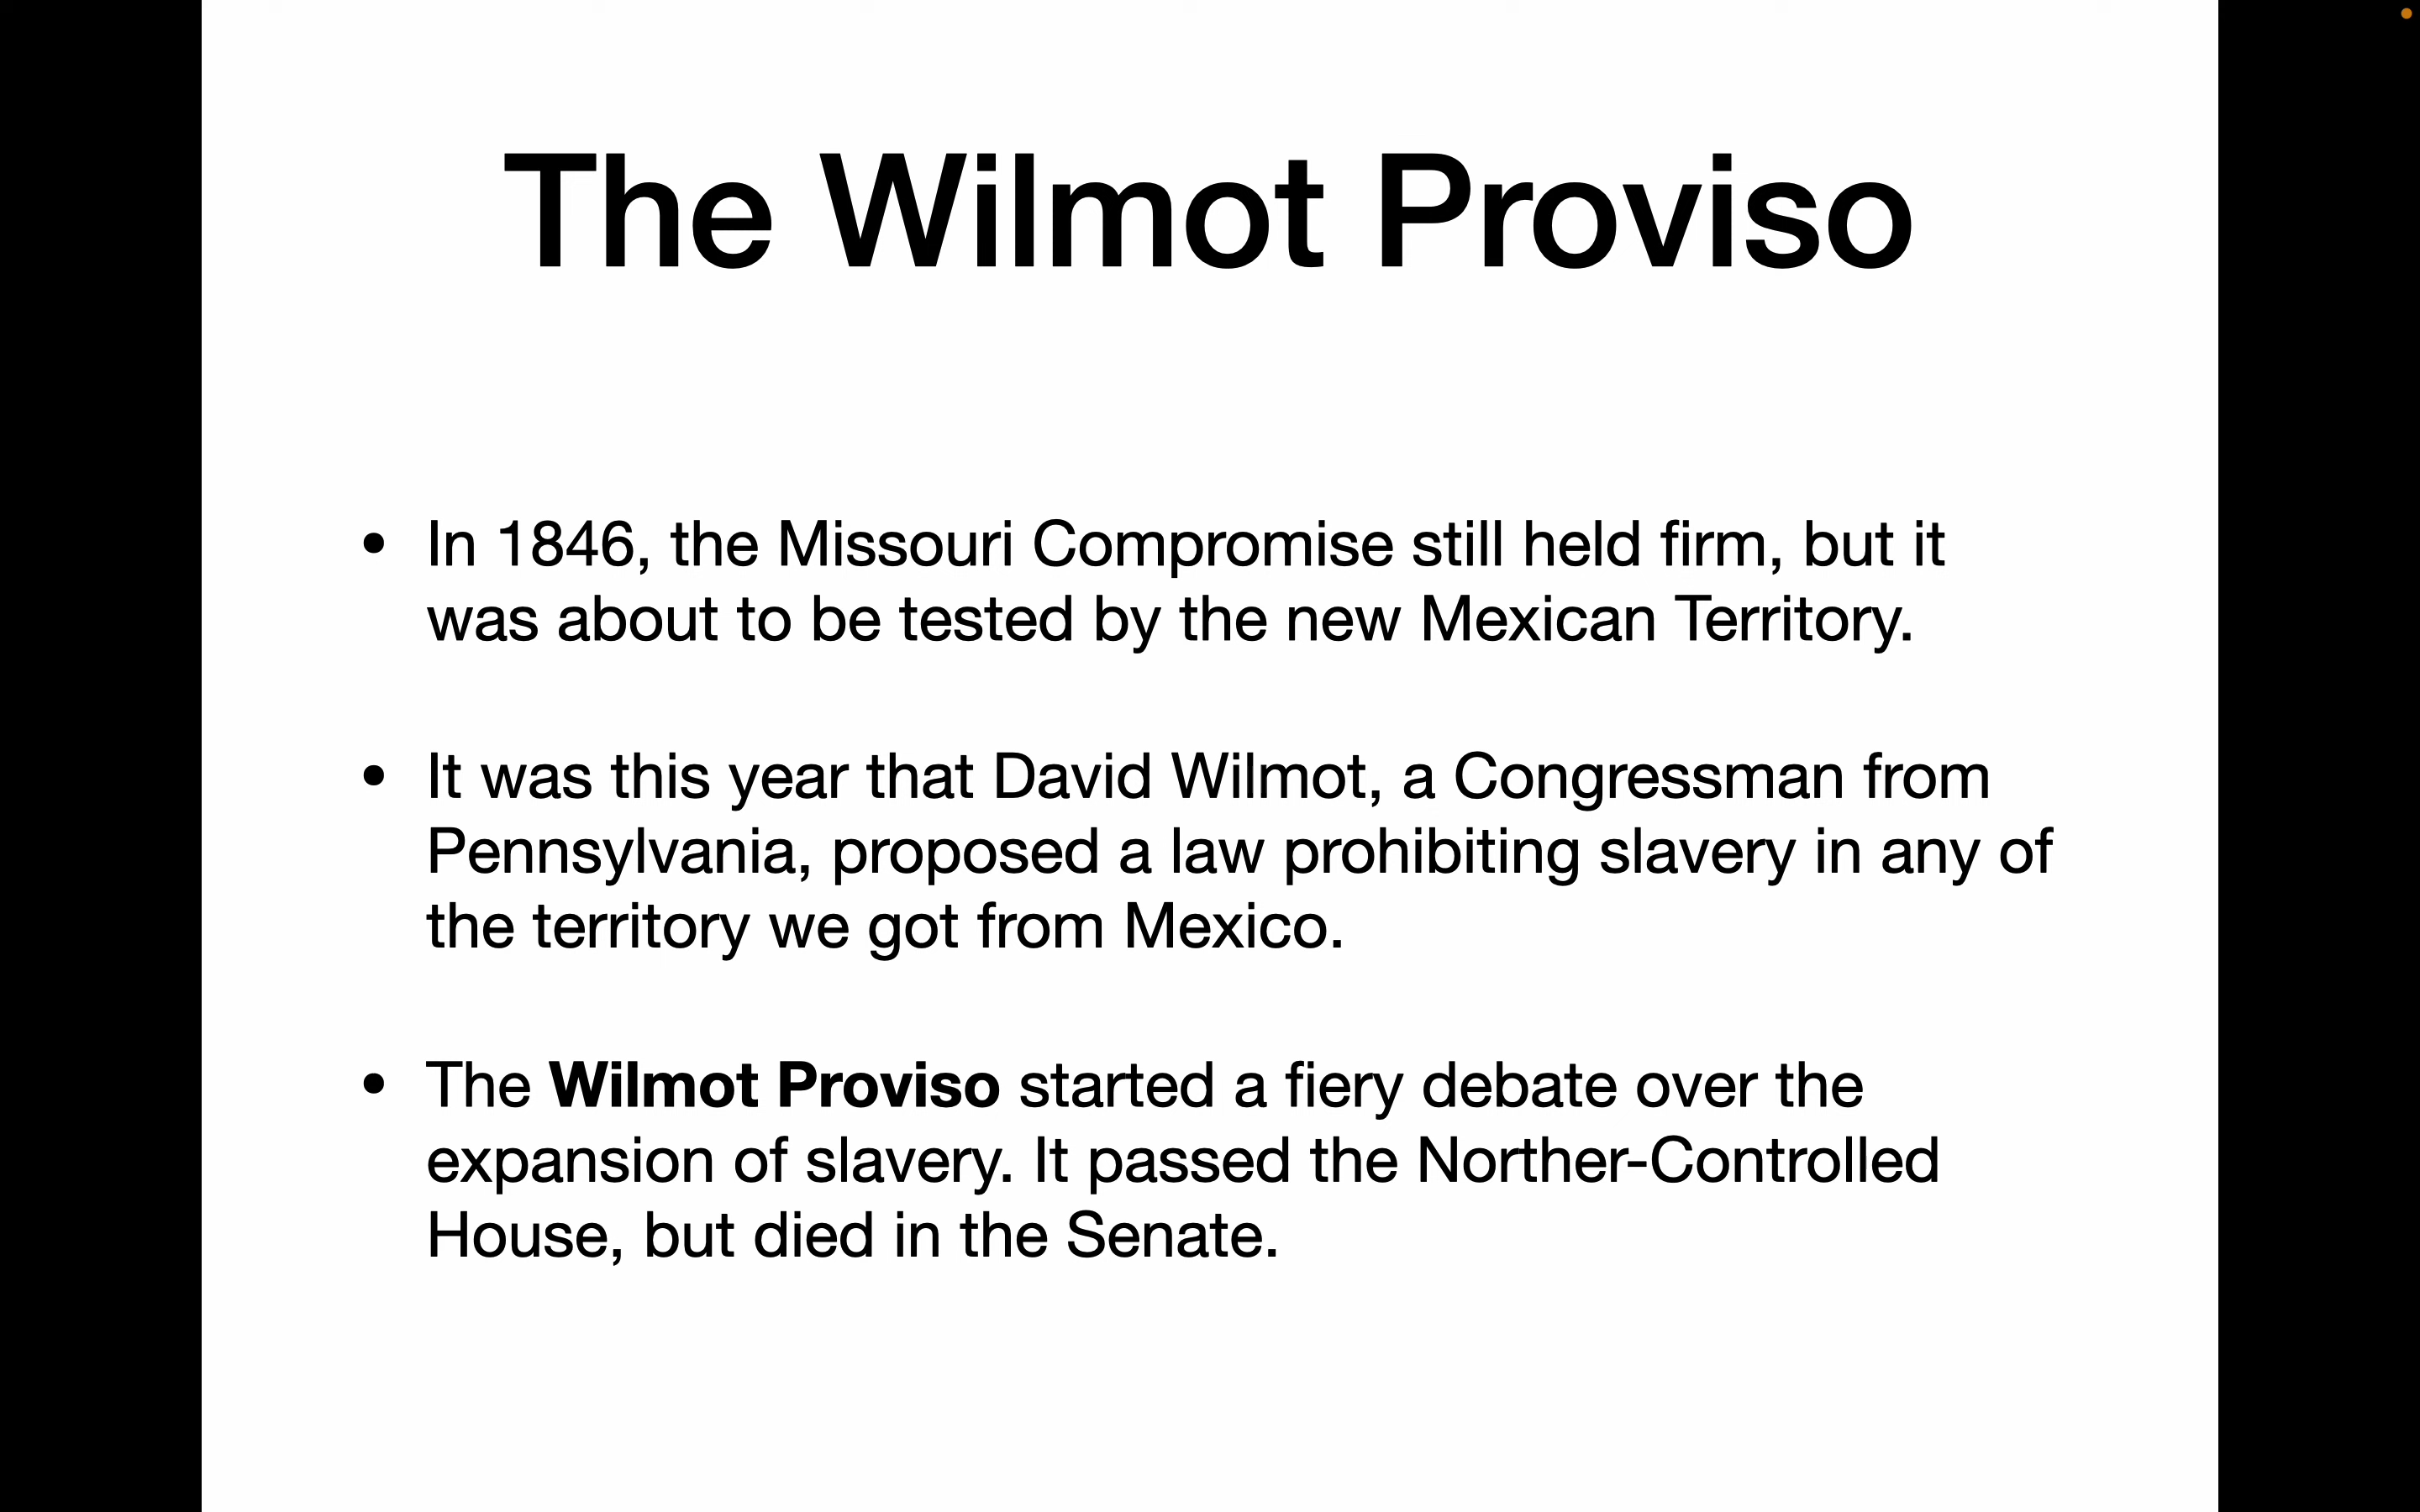 The Wilmot Proviso
• In 1846, the Missouri Compromise still held firm, but it
was about to be tested by the new Mexican Territory.
• It was this year that David Wilmot, a Congressman from
Pennsylvania, proposed a law prohibiting slavery in any of
the territory we got from Mexico.
• The Wilmot Proviso started a fiery debate over the
expansion of slavery. It passed the Norther-Controlled
House, but died in the Senate.